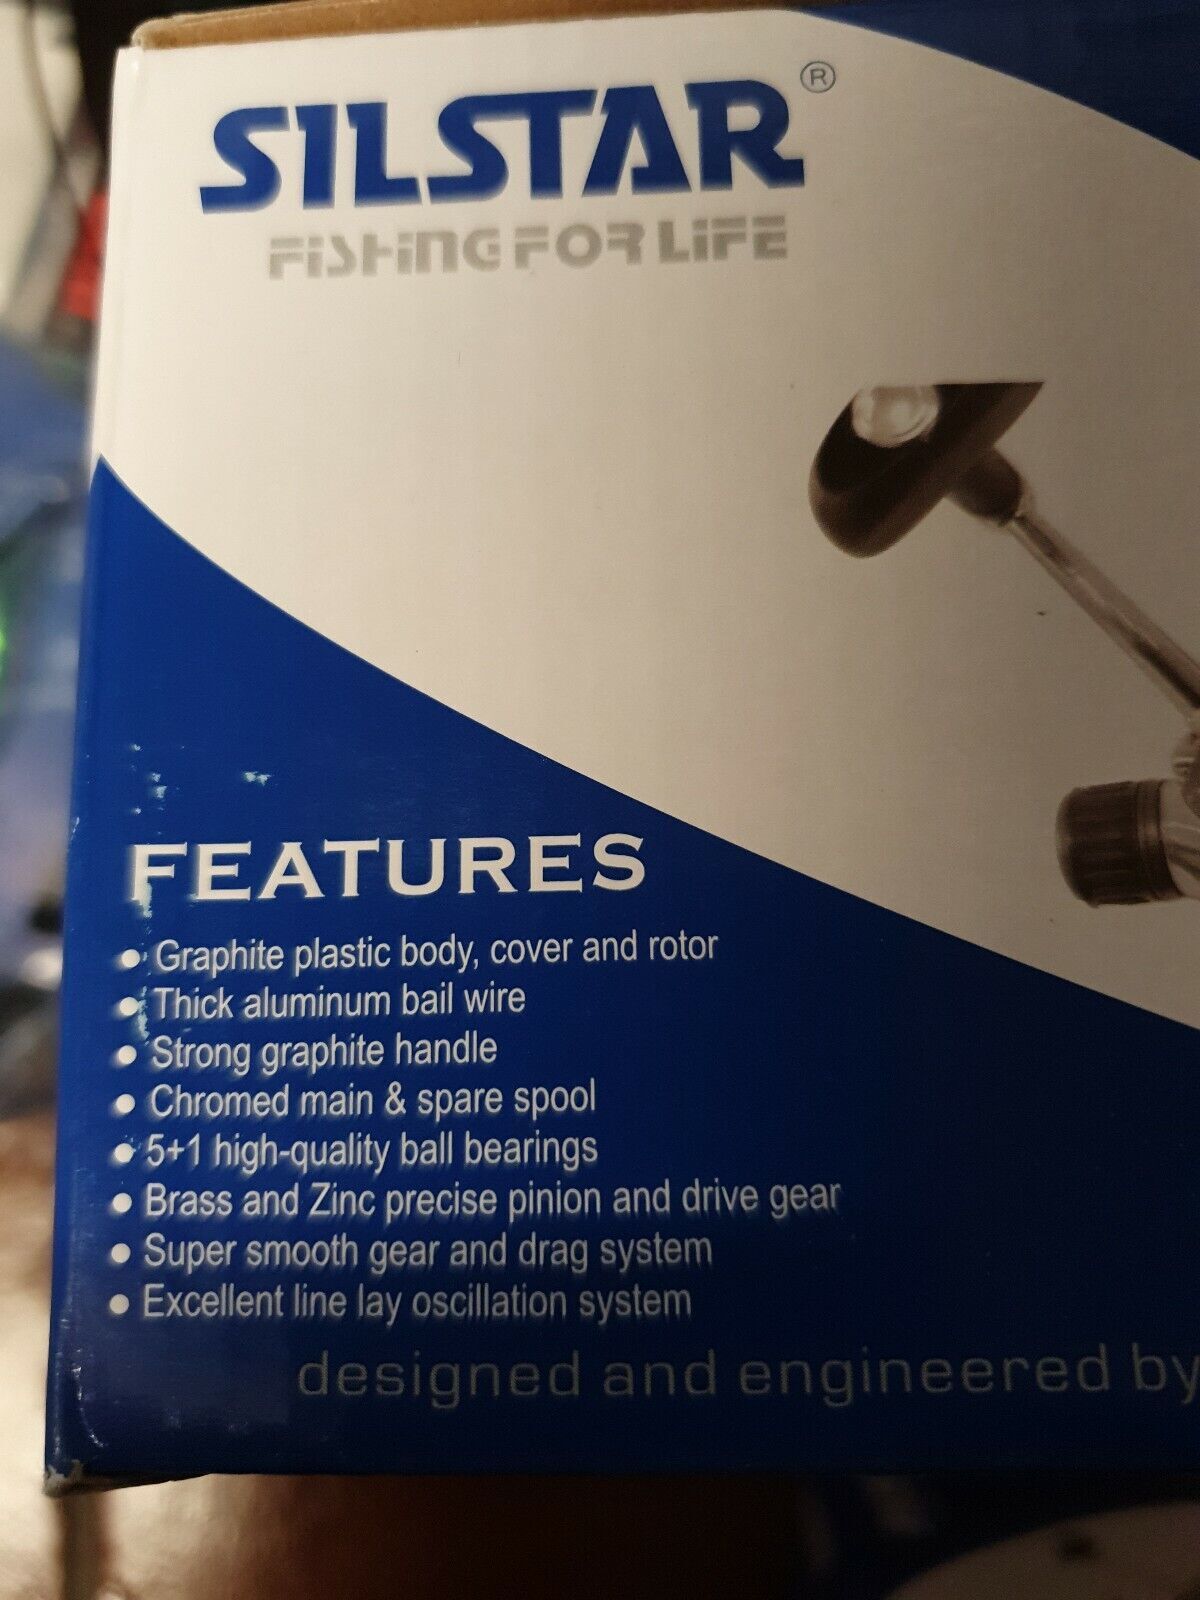 SILSTAR®
FISHING FOR LIFE
FEATURES
• Graphite plastic body, cover and rotor
• Thick aluminum bail wire
• Strong graphite handle
• Chromed main & spare spool
• 5+1 high-quality ball bearings
• Brass and Zinc precise pinion and drive gear
• Super smooth gear and drag system
• Excellent line lay oscillation system
designed and engineered by